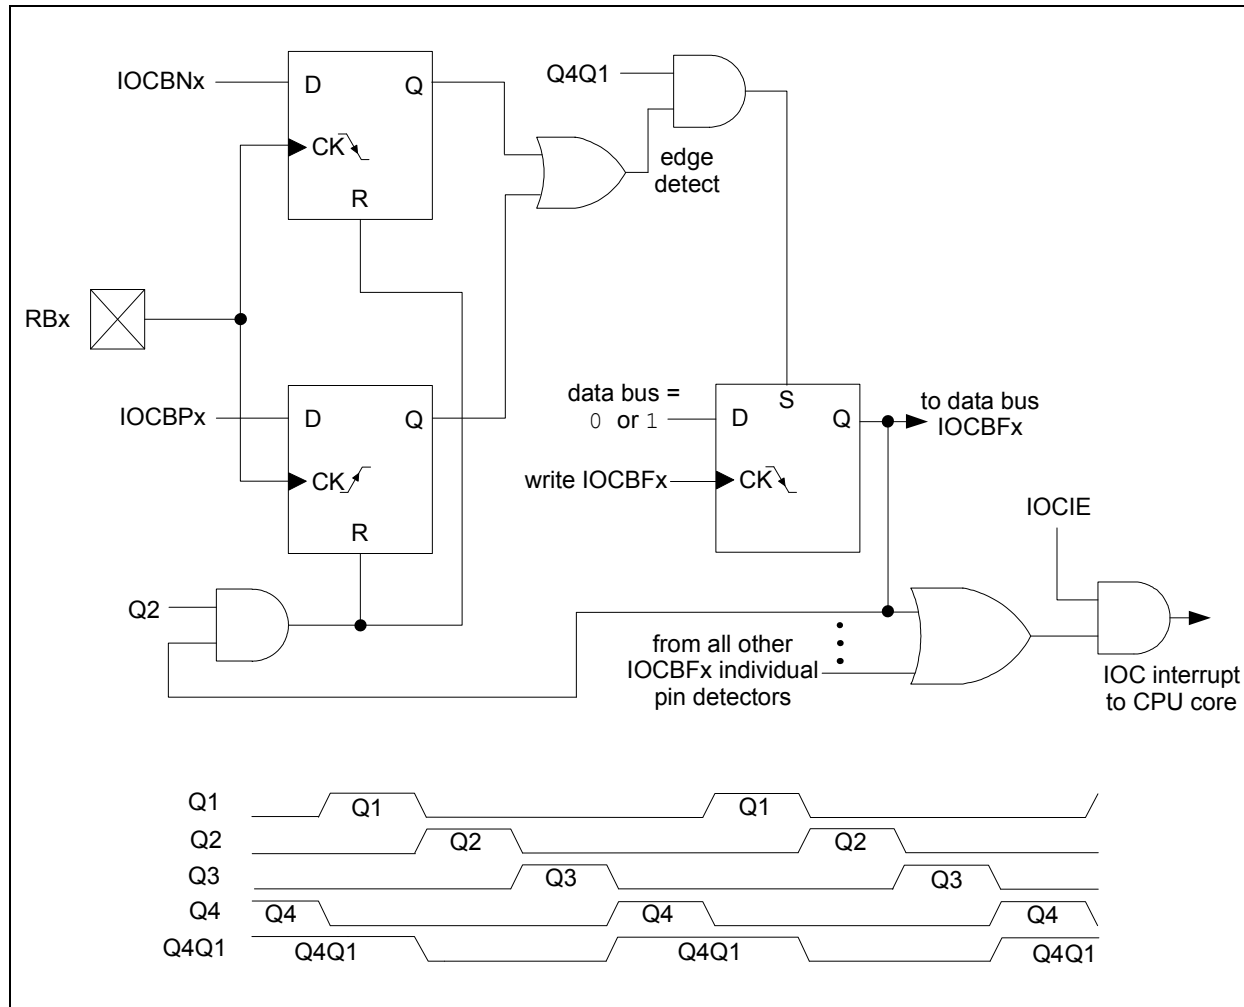 IOCBNx
D
Q
CK
R
Q4Q1
edge
detect
RBx
IOCBPx
D
Q
CK
R
data bus =
0 or 1
D
S
Q
to data bus
IOCBFx
write IOCBFx
CK
IOCIE
Q2
from all other
IOCBFx individual
pin detectors
IOC interrupt
to CPU core
Q1
Q1
Q1
Q2
Q2
Q2
Q3
Q3
Q3
Q4
Q4
Q4
Q4
Q4Q1
Q4Q1
Q4Q1
Q4Q1